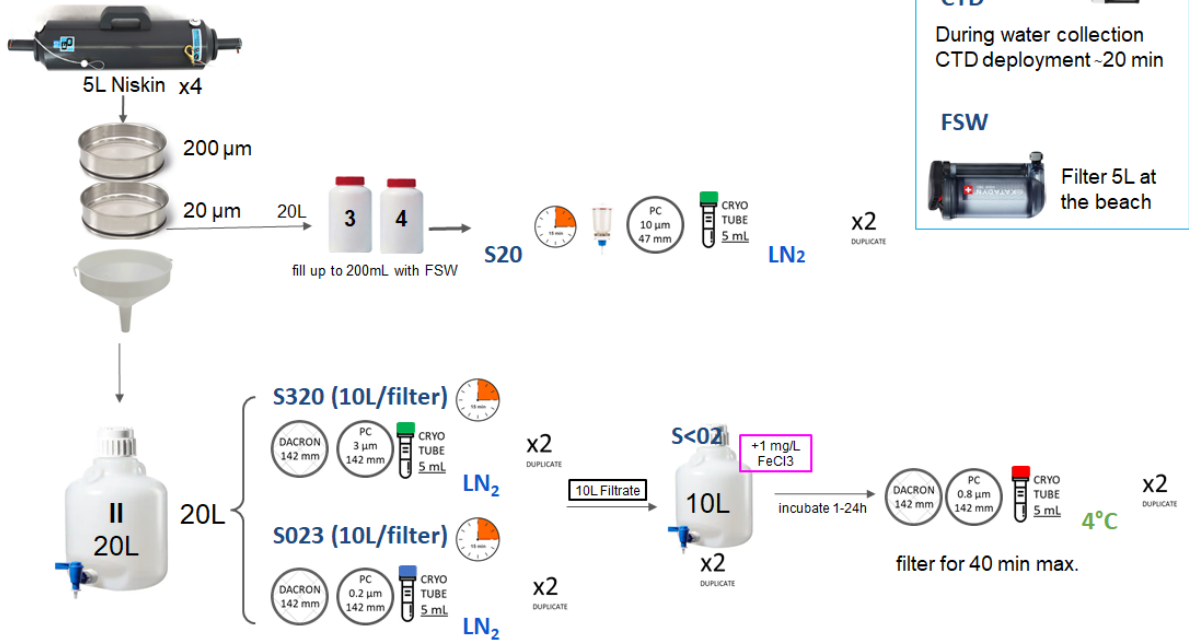 CTD
During water collection
CTD deployment ~20 min
FSW
Filter 5L at
the beach
5L Niskin x4
200 µm
20 µm
20L
3
4
fill up to 200mL with FSW
S20
15 min
PC
10 µm
47 mm
CRYO
TUBE
5 mL
LN2
x2
DUPLICATE
II
20L
20L
S320 (10L/filter)
15 min
DACRON
142 mm
PC
3 µm
142 mm
CRYO
TUBE
5 mL
LN2
x2
DUPLICATE
S023 (10L/filter)
15 min
DACRON
142 mm
PC
0.2 µm
142 mm
CRYO
TUBE
5 mL
LN2
x2
DUPLICATE
10L Filtrate
S<02
+1 mg/L
FeCl3
10L
x2
DUPLICATE
incubate 1-24h
DACRON
142 mm
PC
0.8 µm
142 mm
CRYO
TUBE
5 mL
4°C
x2
DUPLICATE
filter for 40 min max.